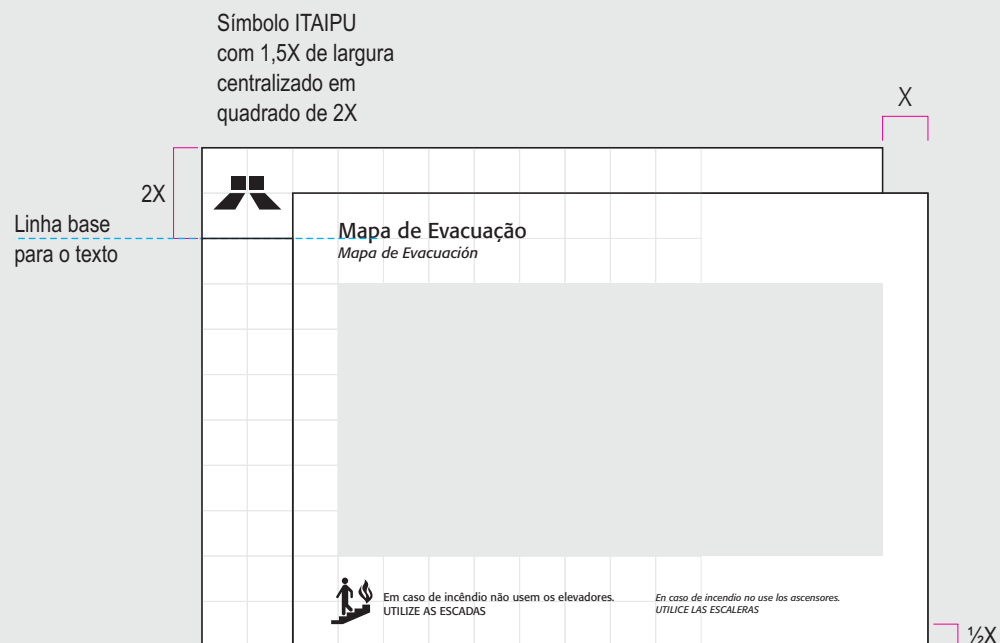 Símbolo ITAIPU
com 1,5X de largura
centralizado em
quadrado de 2X
X
2X
Linha base
para o texto
Mapa de Evacuação
Mapa de Evacuación
Em caso de incêndio não usem os elevadores.
UTILIZE AS ESCADAS
En caso de incendio no use los ascensores.
UTILICE LAS ESCALERAS
½X